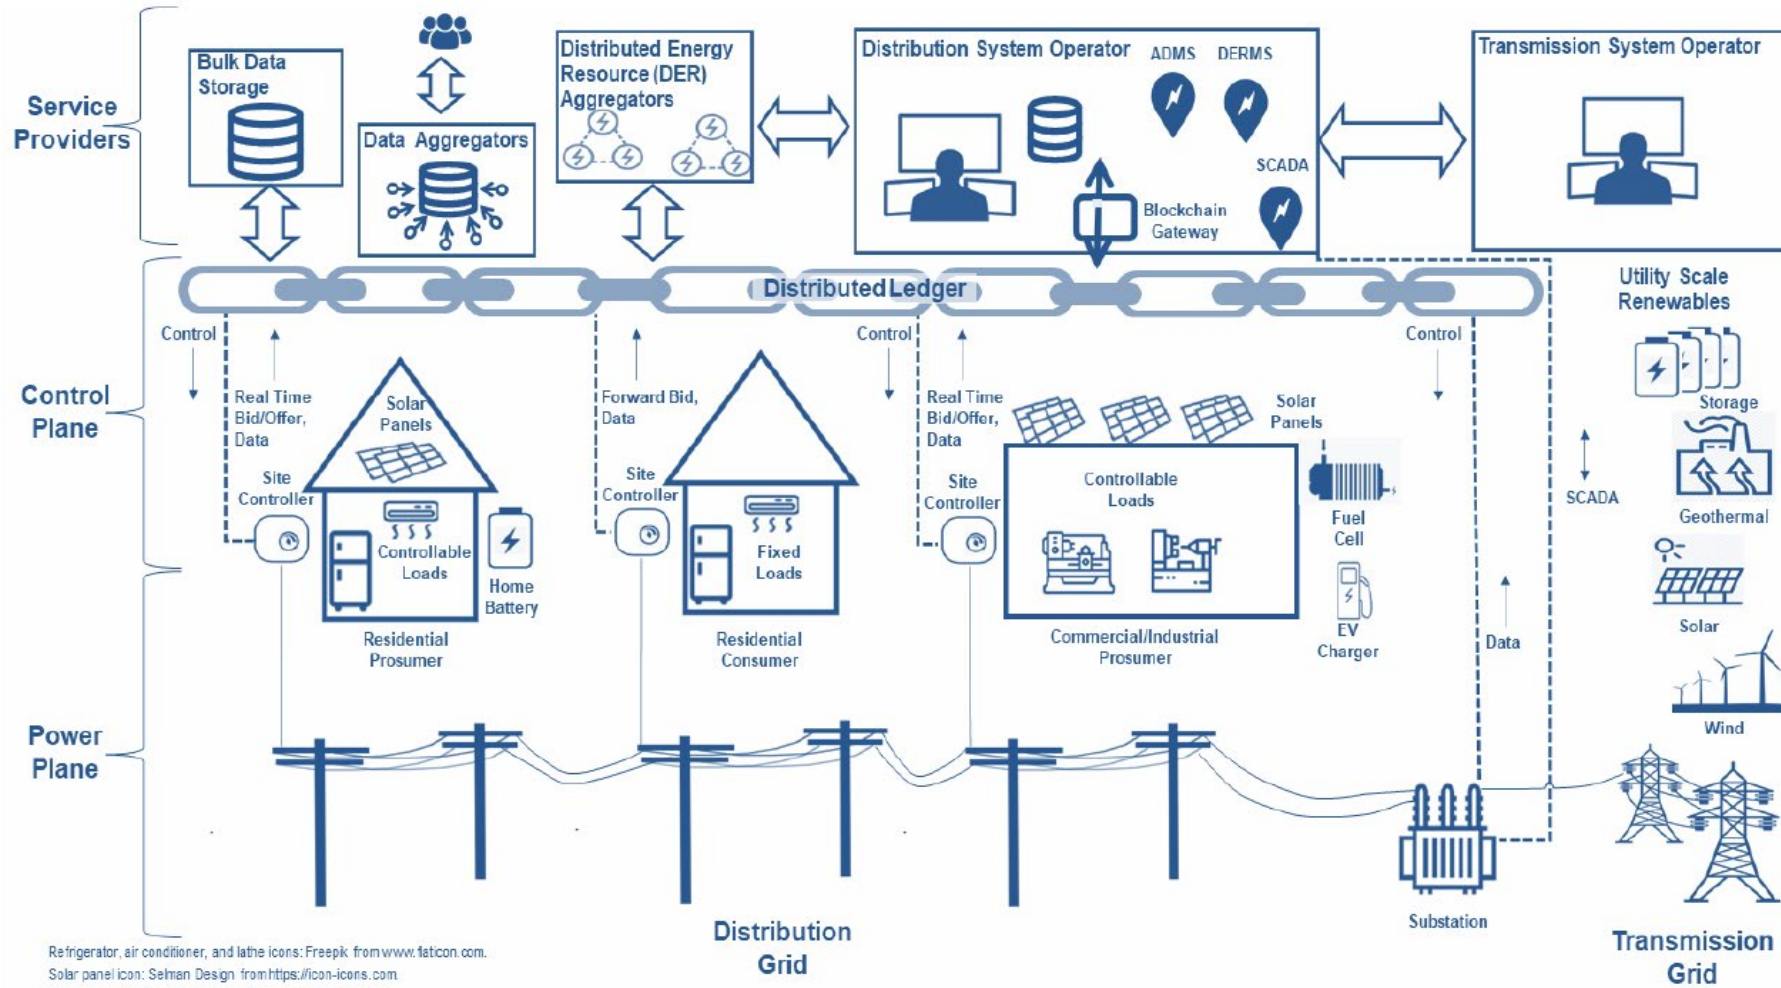 Service
Providers
Bulk Data
Storage
Data Aggregators
Distributed Energy
Resource (DER)
Aggregators
Distribution System Operator
ADMS
DERMS
SCADA
Blockchain
Gateway
Transmission System Operator
Distributed Ledger
Control
Plane
Control
Real Time
Bid/Offer,
Data
Site
Controller
Solar
Panels
Controllable
Loads
Home
Battery
Residential
Prosumer
Forward Bid,
Data
Site
Controller
Fixed
Loads
Residential
Consumer
Control
Real Time
Bid/Offer,
Data
Site
Controller
Solar
Panels
Controllable
Loads
Fuel
Cell
EV
Charger
Commercial/Industrial
Prosumer
Control
Data
SCADA
Utility Scale
Renewables
Storage
Geothermal
Solar
Wind
Power
Plane
Substation
Distribution
Grid
Transmission
Grid
Refrigerator, air conditioner, and lathe icons: Freepik from www.flaticon.com.
Solar panel icon: Selman Design from https://icon-icons.com.